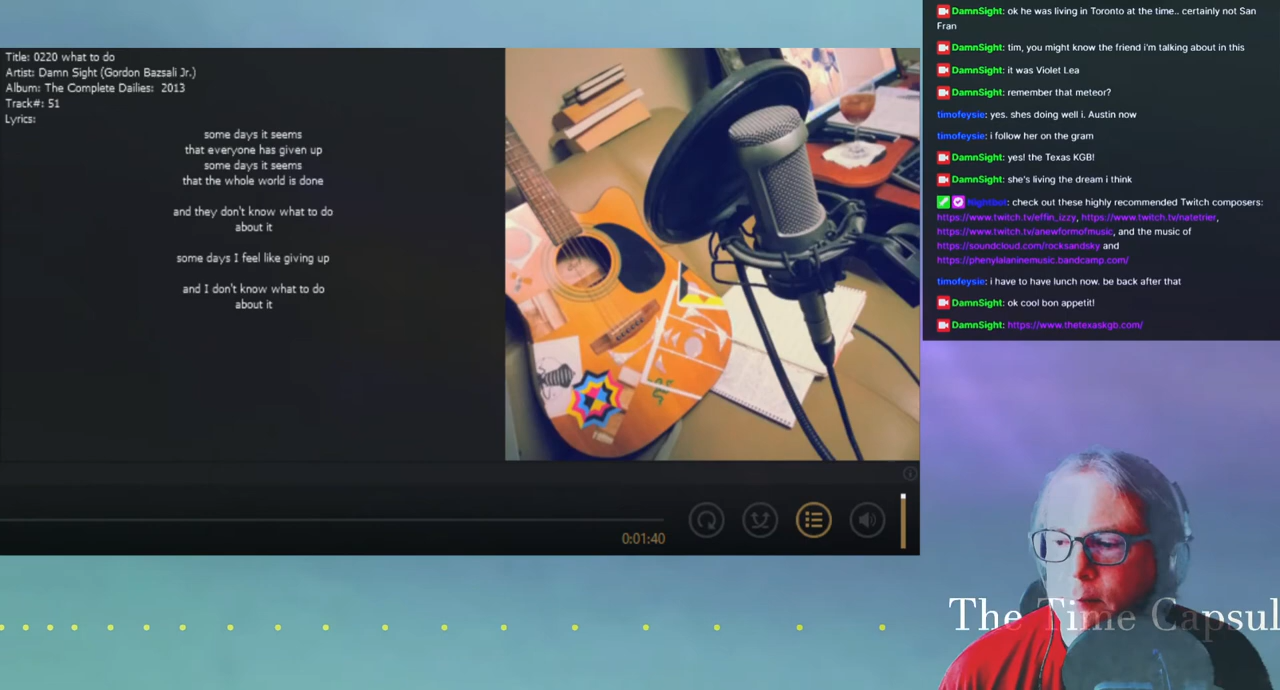 Title: 0220 what to do
Artist: Damn Sight (Gordon Bazsali Jr.)
Album: The Complete Dailies: 2013
Track#: 51
Lyrics:
some days it seems
that everyone has given up
some days it seems
that the whole world is done
and they don't know what to do
about it
some days I feel like giving up
and I don't know what to do
about it
0:01:40
DamnSight: ok he was living in Toronto at the time.. certainly not San
Fran
DamnSight: tim, you might know the friend i'm talking about in this
DamnSight: it was Violet Lea
DamnSight: remember that meteor?
timofeysie: yes. shes doing well i. Austin now
timofeysie: i follow her on the gram
DamnSight: yes! the Texas KGB!
DamnSight: she's living the dream i think
Nightbot: check out these highly recommended Twitch composers:
https://www.twitch.tv/effin_izzy, https://www.twitch.tv/natetrier,
https://www.twitch.tv/anewformofmusic, and the music of
https://soundcloud.com/rocksandsky and
https://phenylalaninemusic.bandcamp.com/
timofeysie: i have to have lunch now. be back after that
DamnSight: ok cool bon appetit!
DamnSight: https://www.thetexaskgb.com/
The Time Capsul